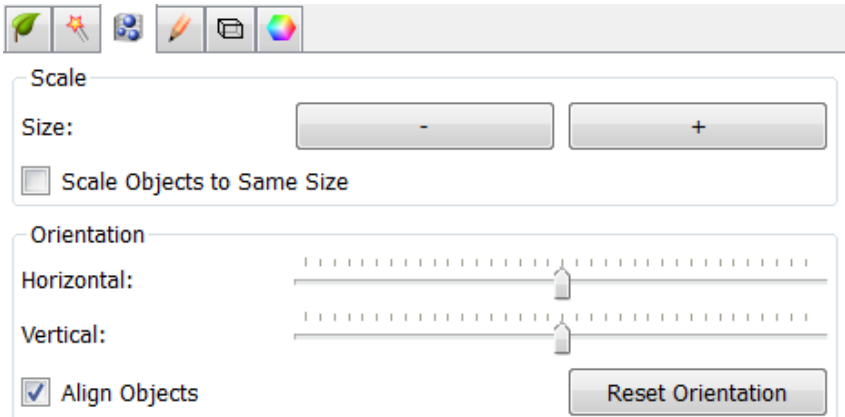 Scale
Size: - +
Scale Objects to Same Size
Orientation
Horizontal:
Vertical:
Align Objects Reset Orientation